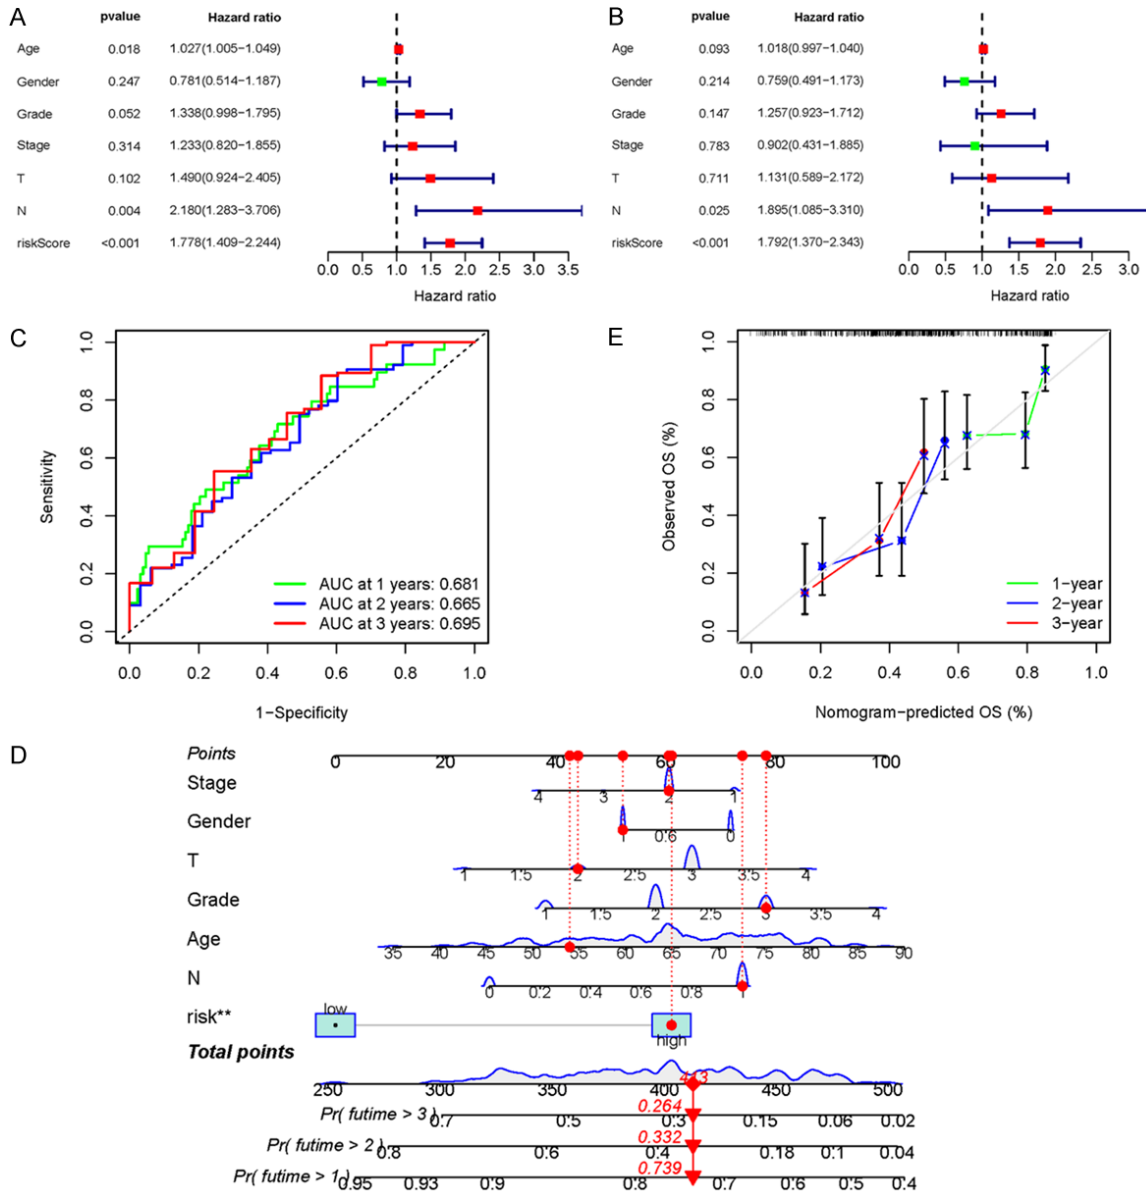 A
pvalue Hazard ratio
Age 0.018 1.027(1.005−1.049)
Gender 0.247 0.781(0.514−1.187)
Grade 0.052 1.338(0.998−1.795)
Stage 0.314 1.233(0.820−1.855)
T 0.102 1.490(0.924−2.405)
N 0.004 2.180(1.283−3.706)
riskScore <0.001 1.778(1.409−2.244)
0.0 0.5 1.0 1.5 2.0 2.5 3.0 3.5
Hazard ratio
B
pvalue Hazard ratio
Age 0.093 1.018(0.997−1.040)
Gender 0.214 0.759(0.491−1.173)
Grade 0.147 1.257(0.923−1.712)
Stage 0.783 0.902(0.431−1.885)
T 0.711 1.131(0.589−2.172)
N 0.025 1.895(1.085−3.310)
riskScore <0.001 1.792(1.370−2.343)
0.0 0.5 1.0 1.5 2.0 2.5 3.0
Hazard ratio
C
Sensitivity
1.0
0.8
0.6
0.4
0.2
0.0
AUC at 1 years: 0.681
AUC at 2 years: 0.665
AUC at 3 years: 0.695
0.0 0.2 0.4 0.6 0.8 1.0
1−Specificity
E
Observed OS (%)
1.0
0.8
0.6
0.4
0.2
0.0
1−year
2−year
3−year
0.0 0.2 0.4 0.6 0.8 1.0
Nomogram−predicted OS (%)
D
Points
0 20 40 60 80 100
Stage
4 3 2 1
Gender
1 0.6 0
T
1 1.5 2 2.5 3 3.5 4
Grade
1 1.5 2 2.5 3 3.5 4
Age
35 40 45 50 55 60 65 70 75 80 85 90
N
0 0.2 0.4 0.6 0.8 1
risk**
low
high
Total points
413
250 300 350 400 450 500
0.264
Pr( futime > 3 )
0.7 0.5 0.3 0.15 0.06 0.02
0.332
Pr( futime > 2 )
0.8 0.6 0.4 0.18 0.1 0.04
0.739
Pr( futime > 1 )
0.95 0.93 0.9 0.8 0.7 0.6 0.5 0.4